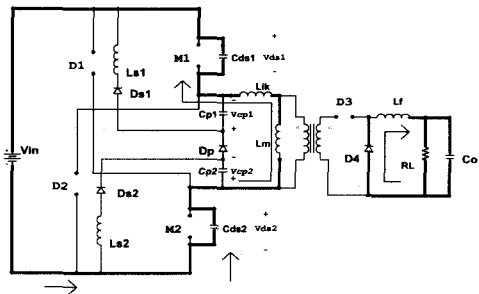 D1
Ls1
Ds1
M1
Cds1
+
Vds1
-
Vin
Cp1
-
Vcp1
+
Llk
Lm
Dp
-
Cp2
Vcp2
+
D2
Ds2
Ls2
M2
Cds2
+
Vds2
-
D3
D4
Lf
RL
Co